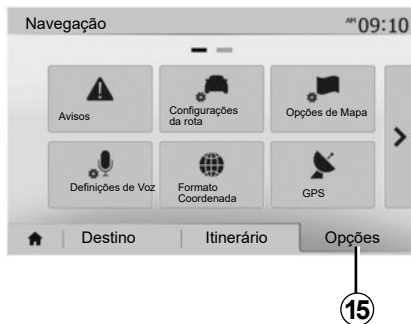 Navegação AM 09:10
Avisos
Configurações
da rota
Opções de Mapa
Definições de Voz
Formato
Coordenada
GPS
Destino Itinerário Opções
15